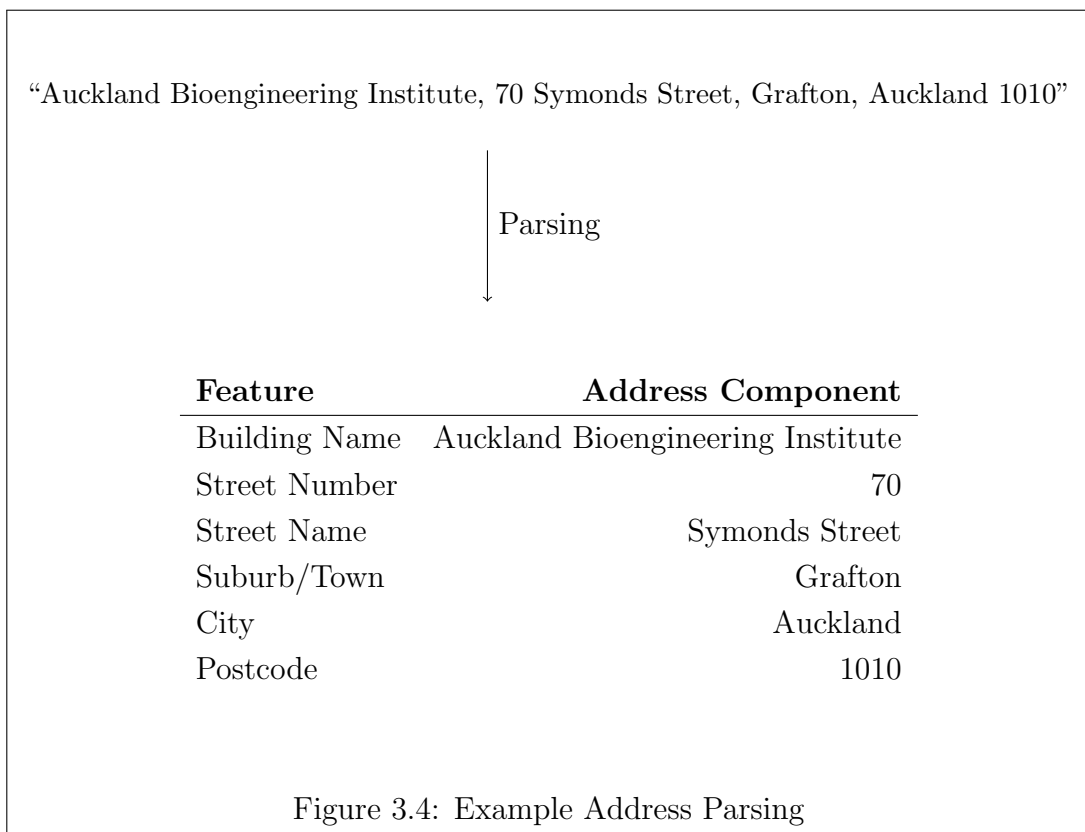 “Auckland Bioengineering Institute, 70 Symonds Street, Grafton, Auckland 1010”
Parsing
Feature Address Component
Building Name Auckland Bioengineering Institute
Street Number 70
Street Name Symonds Street
Suburb/Town Grafton
City Auckland
Postcode 1010
Figure 3.4: Example Address Parsing